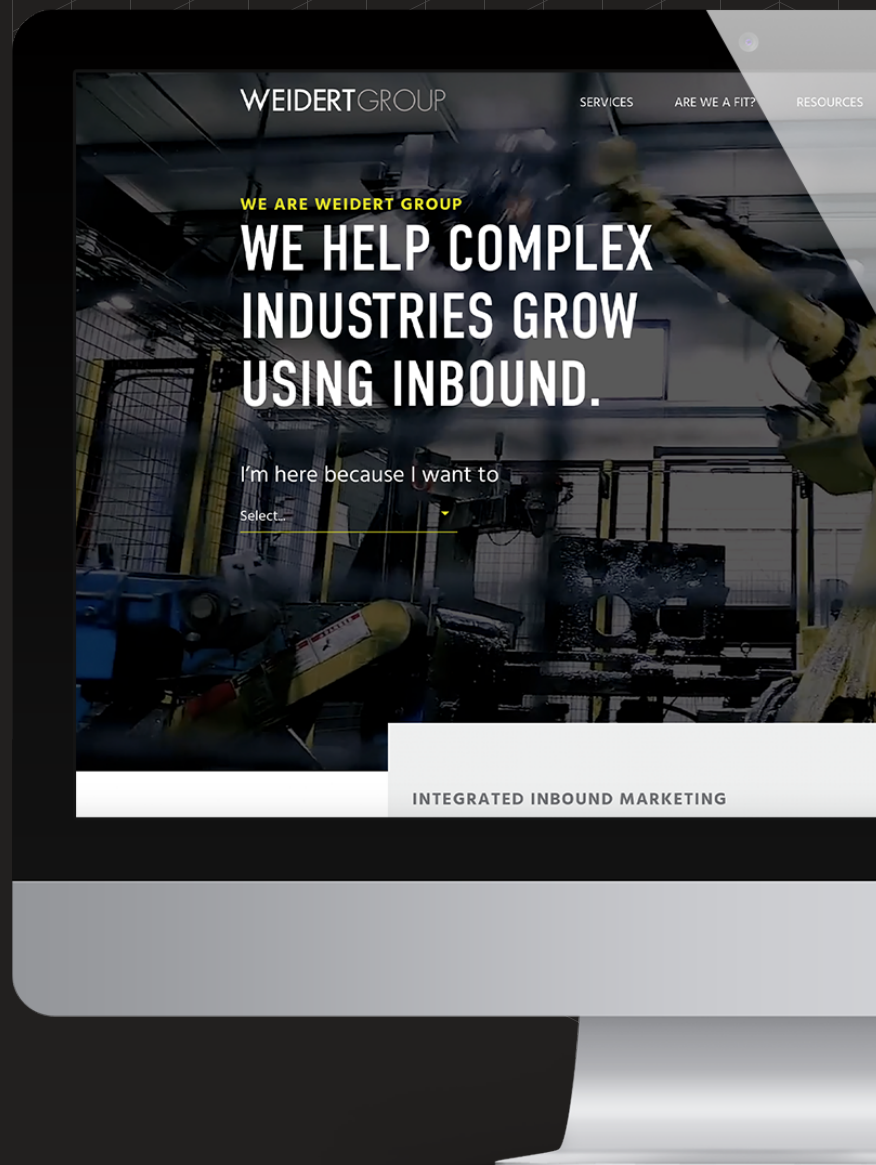 WEIDERTGROUP
SERVICES ARE WE A FIT? RESOURCES
WE ARE WEIDERT GROUP
WE HELP COMPLEX
INDUSTRIES GROW
USING INBOUND.
I'm here because I want to
Select...
INTEGRATED INBOUND MARKETING